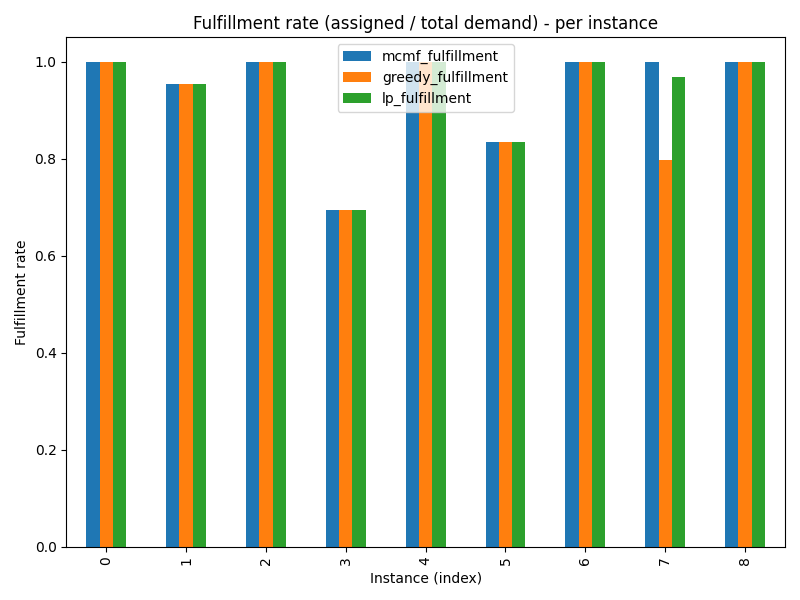 Fulfillment rate (assigned / total demand) - per instance
mcmf_fulfillment
greedy_fulfillment
lp_fulfillment
1.0
0.8
0.6
0.4
0.2
0.0
Fulfillment rate
0 1 2 3 4 5 6 7 8
Instance (index)